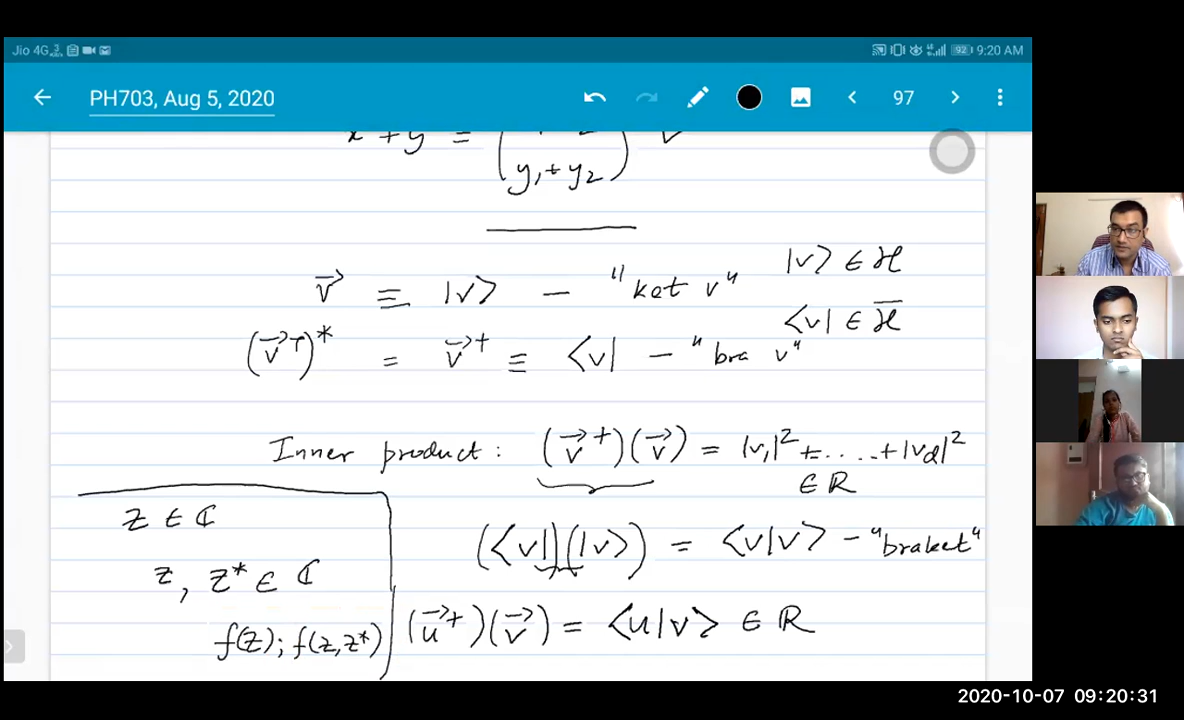 Jio 4G 9:20 AM
PH703, Aug 5, 2020 97
x + y ≡
y₁+y₂
v⃗ ≡ |v> — "ket v" |v> ∈ ℋ
(v⃗ᵀ)* = v⃗† ≡ <v| — "bra v" <v| ∈ ℋ̅
Inner product: (v⃗†)(v⃗) = |v₁|² + ..... + |v_d|²
∈ ℝ
z ∈ ℂ
(<v|)(|v>) = <v|v> — "braket"
z, z* ∈ ℂ
f(z); f(z,z*)
(u⃗†)(v⃗) = <u|v> ∈ ℝ
2020-10-07 09:20:31